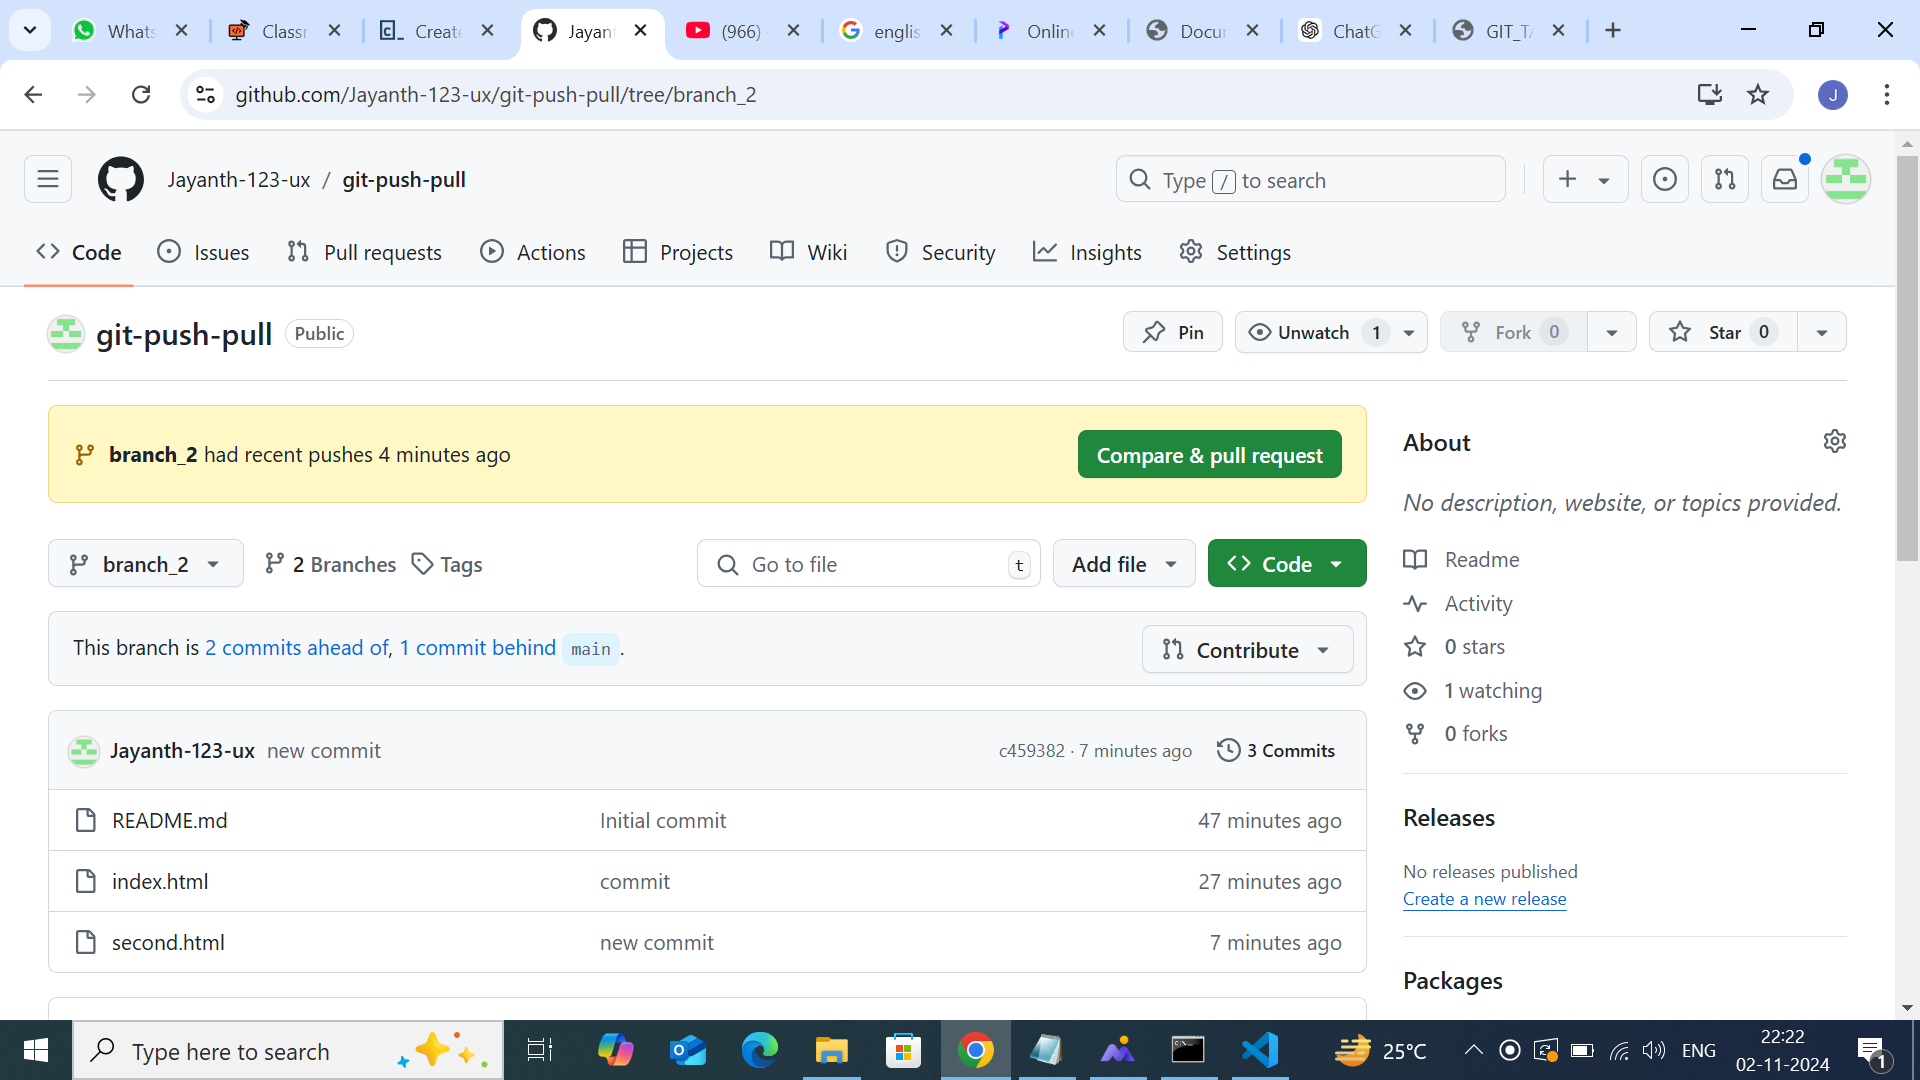 Whats
Classr
Create
Jayant
(966)
englis
Online
Docur
ChatG
GIT_TA
github.com/Jayanth-123-ux/git-push-pull/tree/branch_2
J
Jayanth-123-ux / git-push-pull
Type / to search
Code
Issues
Pull requests
Actions
Projects
Wiki
Security
Insights
Settings
git-push-pull
Public
Pin
Unwatch 1
Fork 0
Star 0
branch_2 had recent pushes 4 minutes ago
Compare & pull request
About
No description, website, or topics provided.
branch_2
2 Branches
Tags
Go to file
t
Add file
Code
Readme
Activity
0 stars
1 watching
0 forks
This branch is 2 commits ahead of, 1 commit behind main .
Contribute
Jayanth-123-ux new commit
c459382 · 7 minutes ago
3 Commits
README.md
Initial commit
47 minutes ago
index.html
commit
27 minutes ago
second.html
new commit
7 minutes ago
Releases
No releases published
Create a new release
Packages
Type here to search
25°C
ENG
22:22
02-11-2024
1